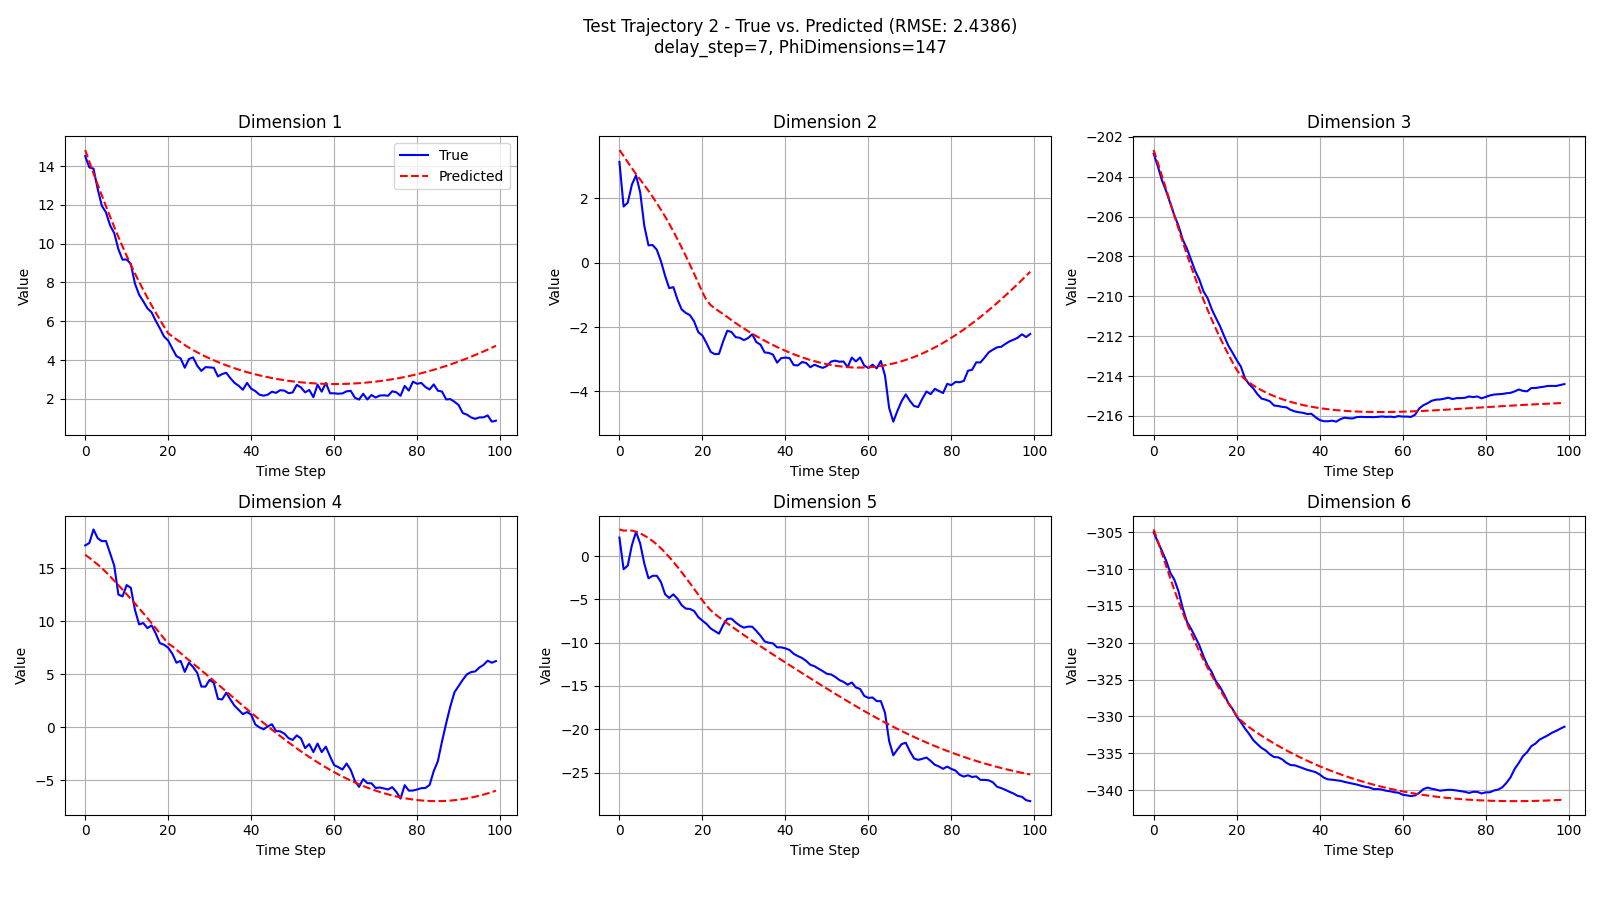 Test Trajectory 2 - True vs. Predicted (RMSE: 2.4386)
delay_step=7, PhiDimensions=147
Dimension 1
True
Predicted
Value
14
12
10
8
6
4
2
0 20 40 60 80 100
Time Step
Dimension 2
Value
2
0
−2
−4
0 20 40 60 80 100
Time Step
Dimension 3
Value
−202
−204
−206
−208
−210
−212
−214
−216
0 20 40 60 80 100
Time Step
Dimension 4
Value
15
10
5
0
−5
0 20 40 60 80 100
Time Step
Dimension 5
Value
0
−5
−10
−15
−20
−25
0 20 40 60 80 100
Time Step
Dimension 6
Value
−305
−310
−315
−320
−325
−330
−335
−340
0 20 40 60 80 100
Time Step